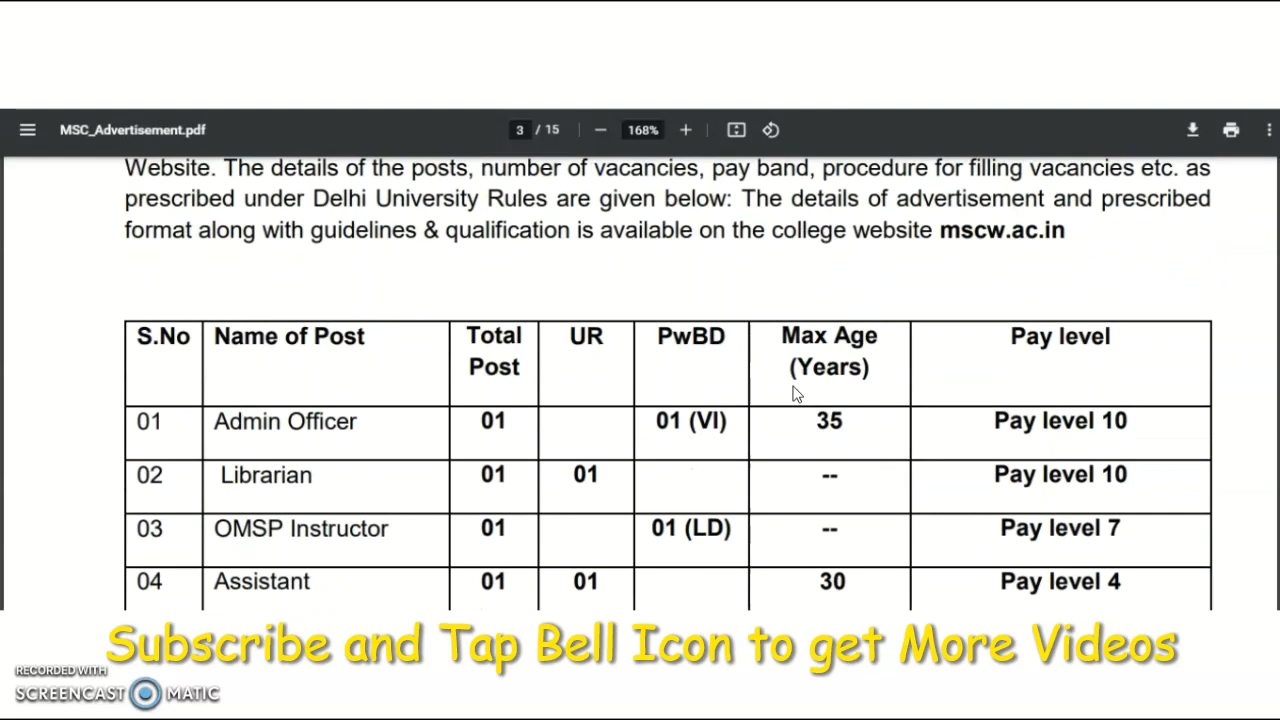 MSC_Advertisement.pdf 3 / 15 168%
Website. The details of the posts, number of vacancies, pay band, procedure for filling vacancies etc. as
prescribed under Delhi University Rules are given below: The details of advertisement and prescribed
format along with guidelines & qualification is available on the college website mscw.ac.in
S.No Name of Post Total Post UR PwBD Max Age (Years) Pay level
01 Admin Officer 01 01 (VI) 35 Pay level 10
02 Librarian 01 01 -- Pay level 10
03 OMSP Instructor 01 01 (LD) -- Pay level 7
04 Assistant 01 01 30 Pay level 4
Subscribe and Tap Bell Icon to get More Videos
RECORDED WITH
SCREENCAST MATIC